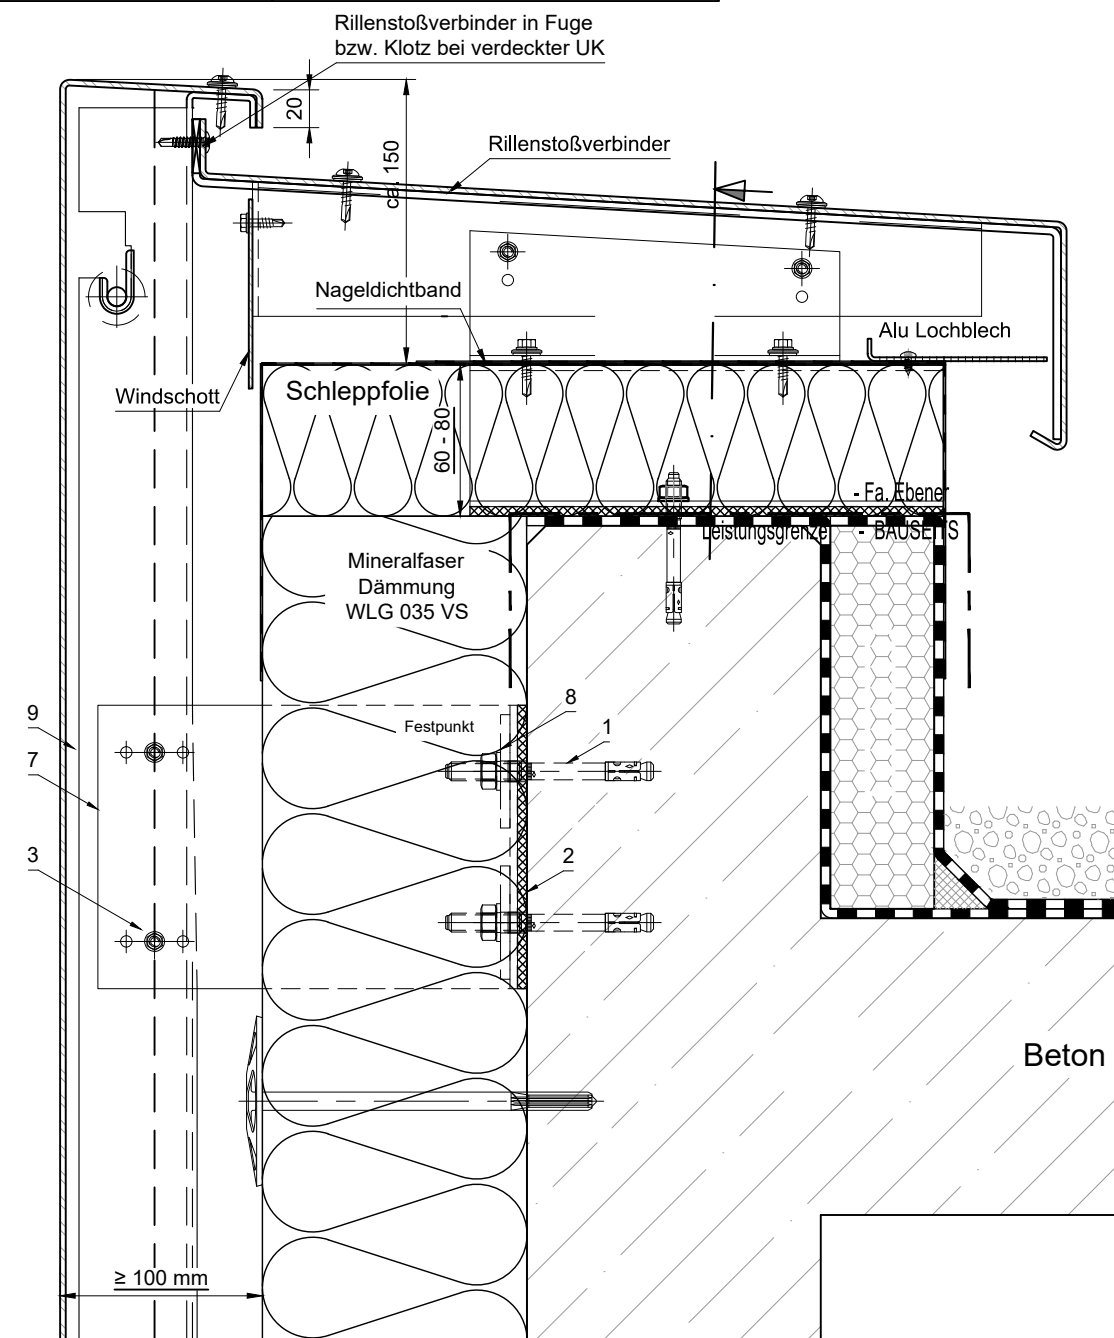 Rillenstoßverbinder in Fuge
bzw. Klotz bei verdeckter UK
20
ca. 150
Rillenstoßverbinder
Nageldichtband
Alu Lochblech
Windschott
Schleppfolie
60 - 80
- Fa. Ebener
Leistungsgrenze
- BAUSEITS
Mineralfaser
Dämmung
WLG 035 VS
9
7
3
Festpunkt
8
1
2
Beton
≥ 100 mm